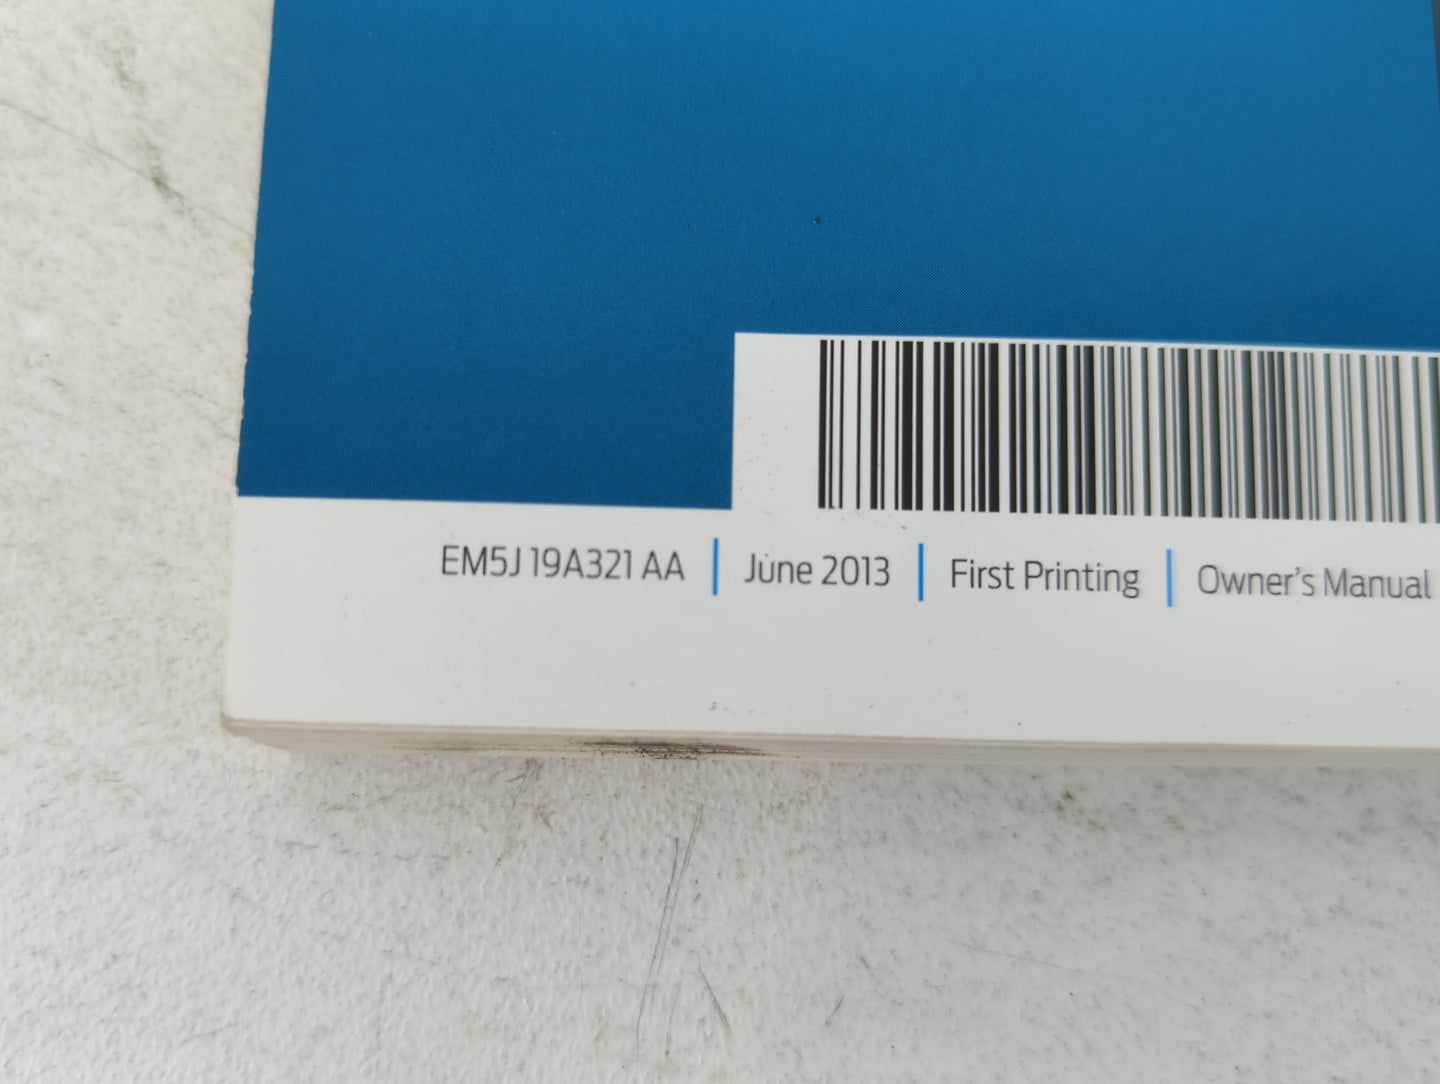 EM5J 19A321 AA | June 2013 | First Printing | Owner's Manual